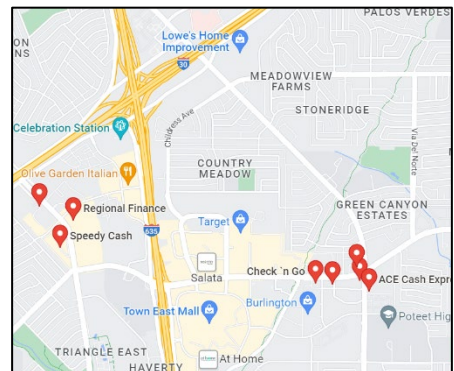 PALOS VERDES
ON
NS
Lowe's Home
Improvement
30
MEADOWVIEW
FARMS
STONERIDGE
Childress Ave
Via Del Norte
Celebration Station
COUNTRY
MEADOW
Olive Garden Italian
GREEN CANYON
ESTATES
Regional Finance
Target
Speedy Cash
635
Salata
Check `n Go
ACE Cash Expre
Burlington
Town East Mall
Poteet Hig
TRIANGLE EAST
At Home
HAVERTY